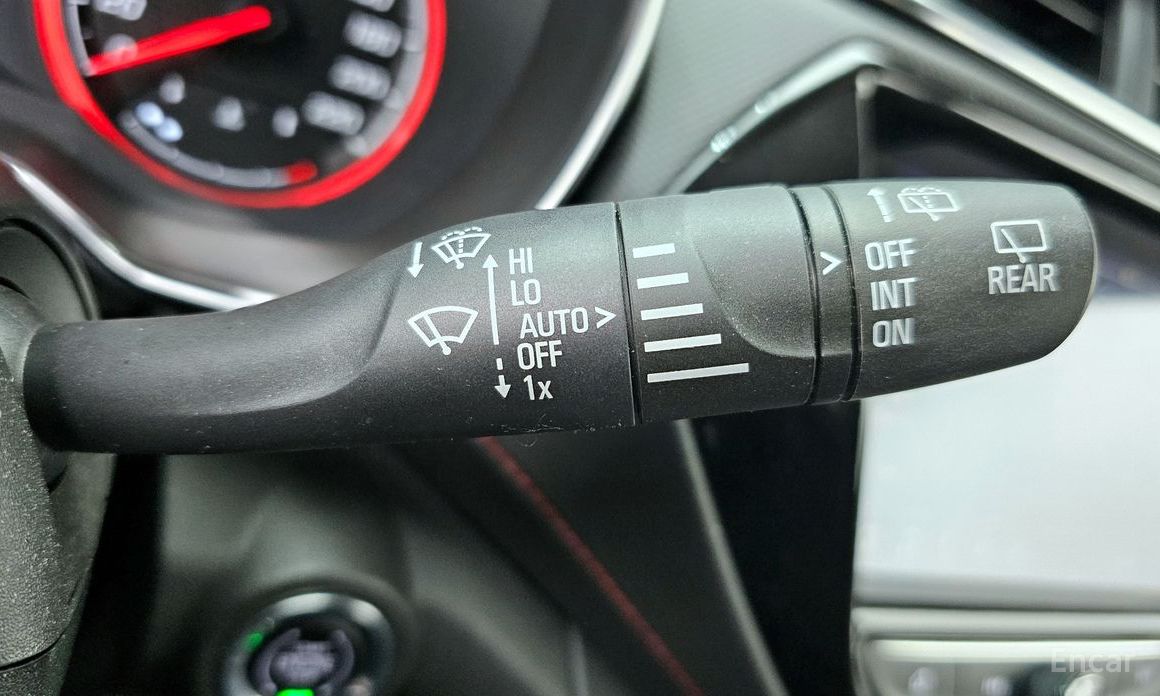 HI
LO
AUTO >
OFF
1x
>
OFF
INT
ON
REAR
Encar